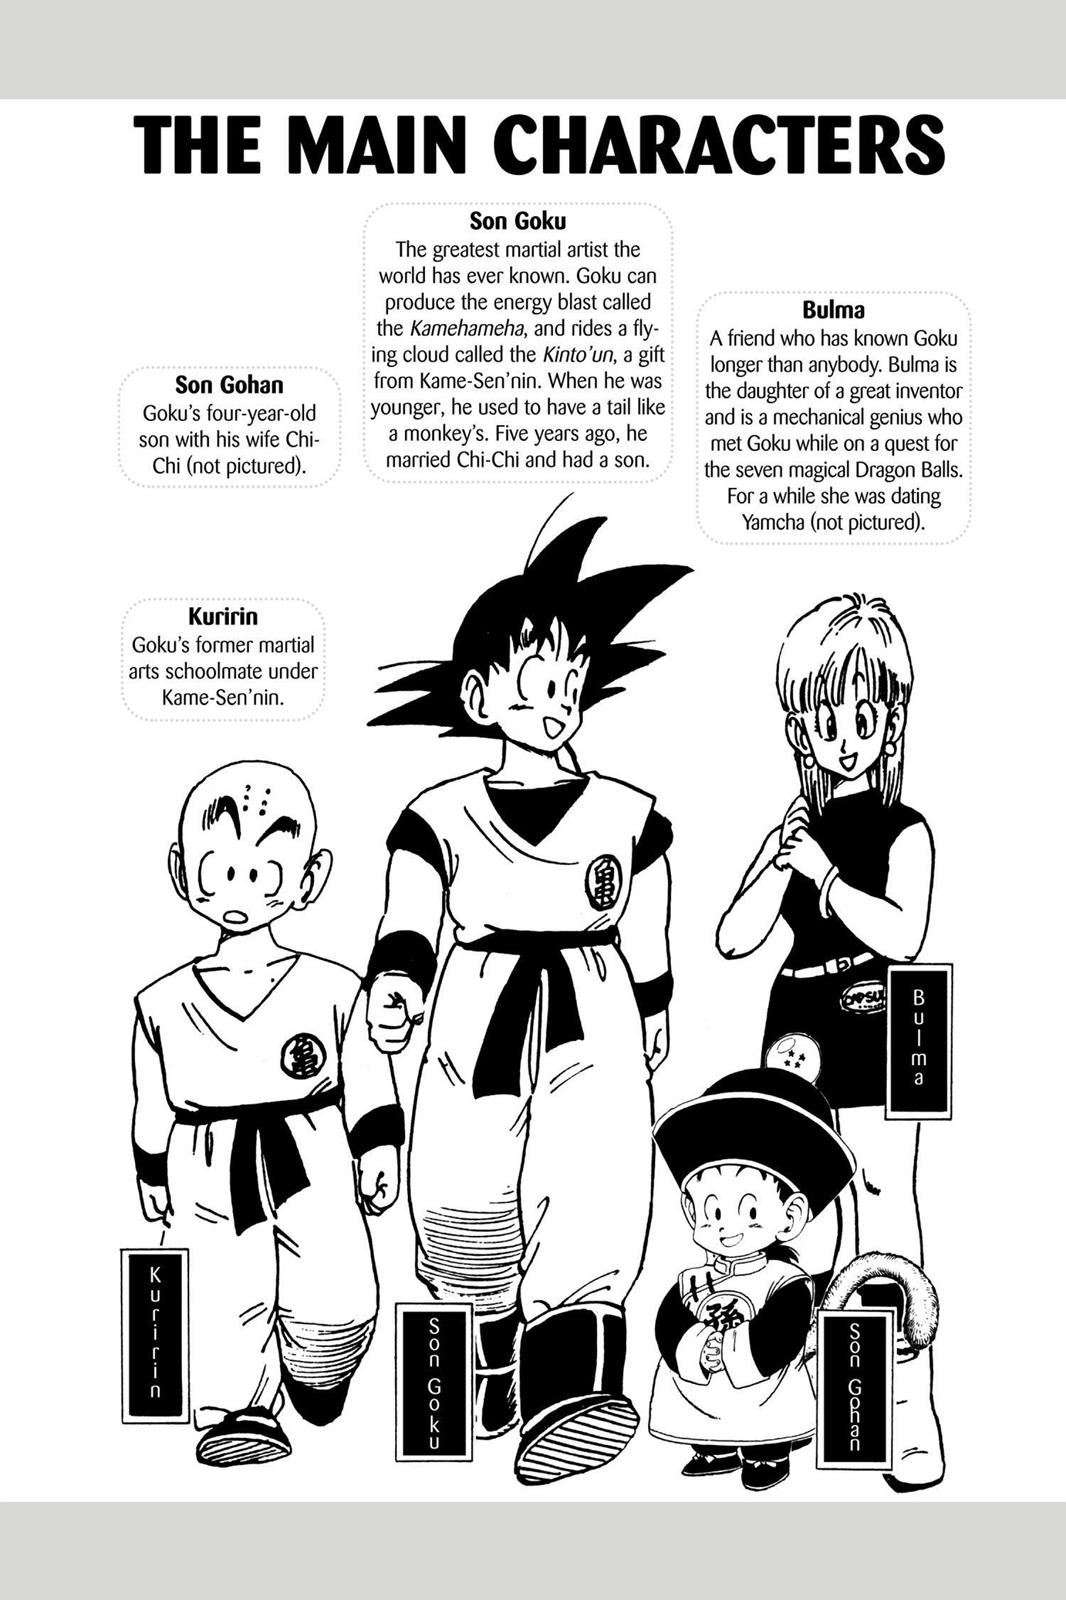 THE MAIN CHARACTERS
Son Goku
The greatest martial artist the
world has ever known. Goku can
produce the energy blast called
the Kamehameha, and rides a fly-
ing cloud called the Kinto'un, a gift
from Kame-Sen'nin. When he was
younger, he used to have a tail like
a monkey's. Five years ago, he
married Chi-Chi and had a son.
Bulma
A friend who has known Goku
longer than anybody. Bulma is
the daughter of a great inventor
and is a mechanical genius who
met Goku while on a quest for
the seven magical Dragon Balls.
For a while she was dating
Yamcha (not pictured).
Son Gohan
Goku's four-year-old
son with his wife Chi-
Chi (not pictured).
Kuririn
Goku's former martial
arts schoolmate under
Kame-Sen'nin.
亀
亀
CAPSUL
Bulma
孫
Kuririn
Son Goku
Son Gohan